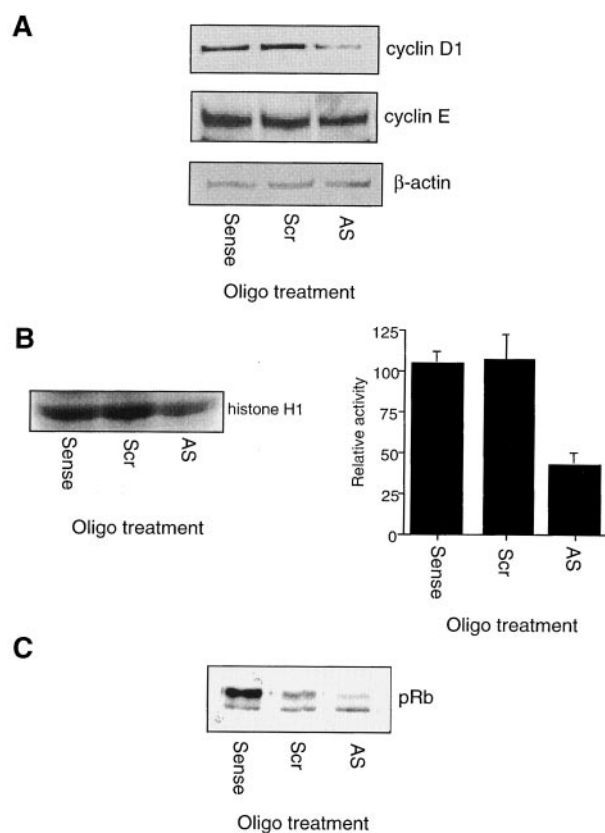 A
cyclin D1
cyclin E
β-actin
Sense
Scr
AS
Oligo treatment
B
histone H1
Sense
Scr
AS
Oligo treatment
Relative activity
125
100
75
50
25
0
Sense
Scr
AS
Oligo treatment
C
pRb
Sense
Scr
AS
Oligo treatment